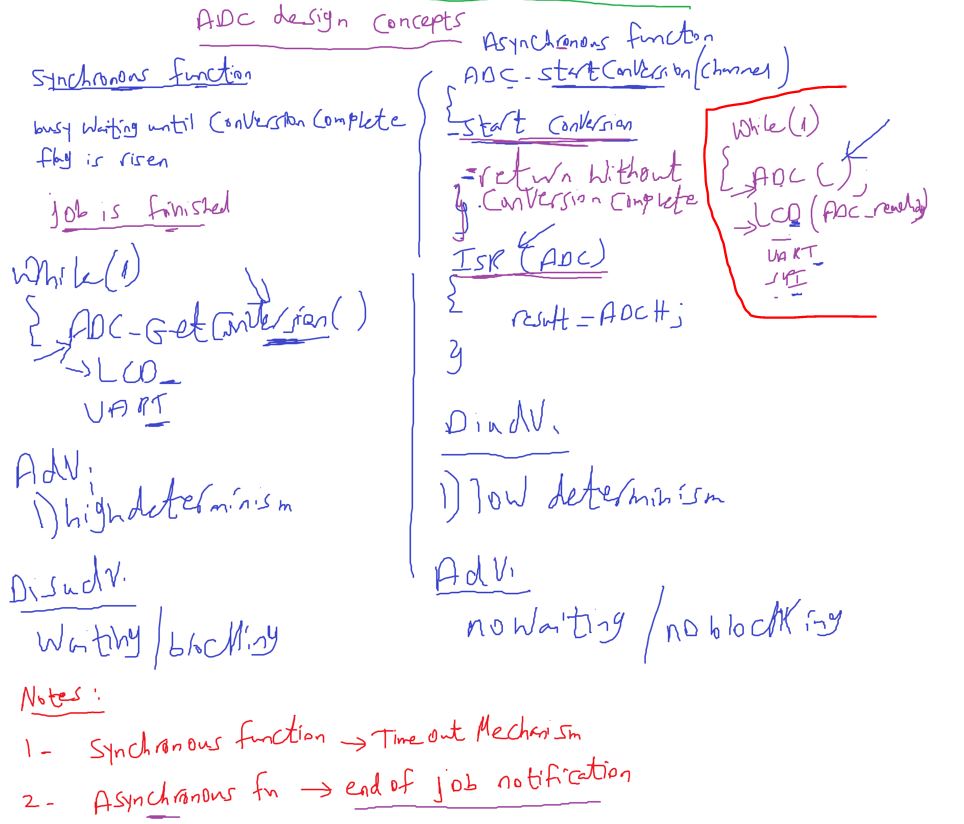 ADC design concepts
Synchronous function
busy waiting until Conversion Complete
flag is risen
job is finished
While(1)
{ ADC-GetConversion()
→LCD_
UART
Adv.
1) high determinism
Disadv.
Waiting/blocking
Asynchronous function
ADC-startConversion(Channel)
{
-start Conversion
-return Without
.Conversion Complete
}
ISR (ADC)
{
result = ADCH;
}
1) low determinism
Adv.
no waiting / no blocking
While(1)
{ →ADC();
→LCD(
UART
SPI
Notes:
1- Synchronous function → Time out Mechanism
2- Asynchronous fn → end of job notification